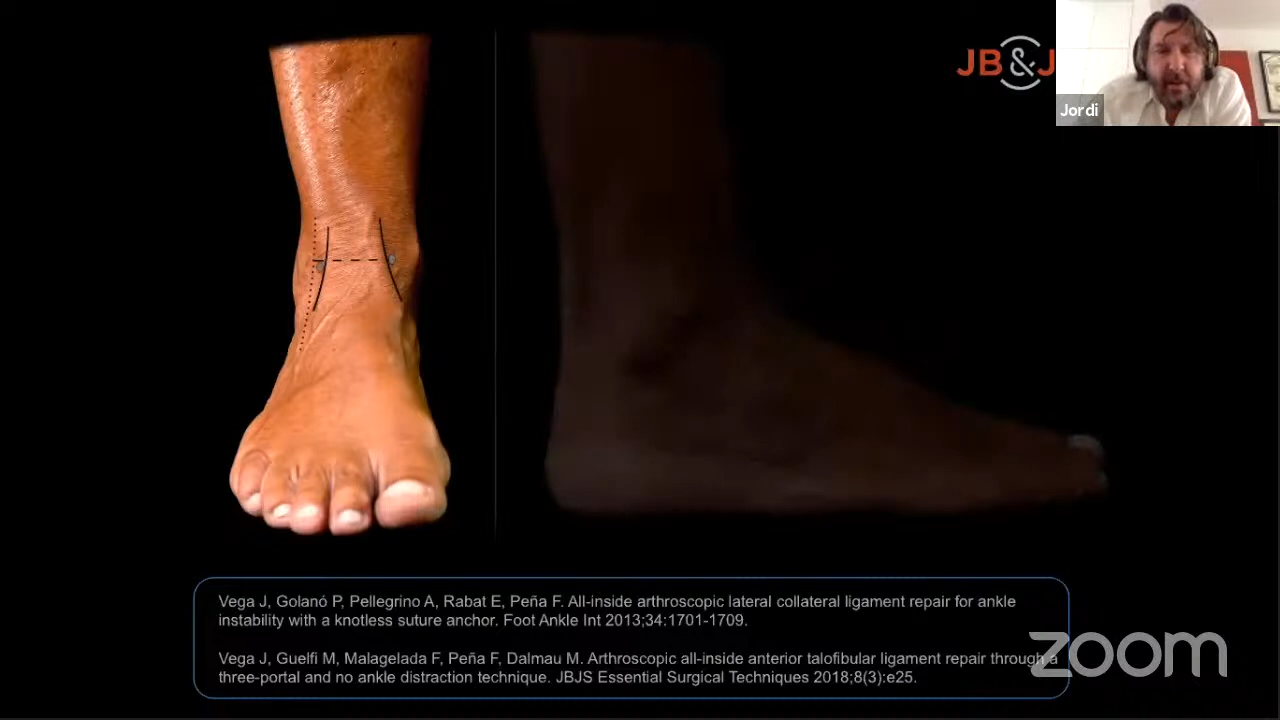 JB&J
Jordi
Vega J, Golanó P, Pellegrino A, Rabat E, Peña F. All-inside arthroscopic lateral collateral ligament repair for ankle
instability with a knotless suture anchor. Foot Ankle Int 2013;34:1701-1709.
Vega J, Guelfi M, Malagelada F, Peña F, Dalmau M. Arthroscopic all-inside anterior talofibular ligament repair through a
three-portal and no ankle distraction technique. JBJS Essential Surgical Techniques 2018;8(3):e25.
zoom